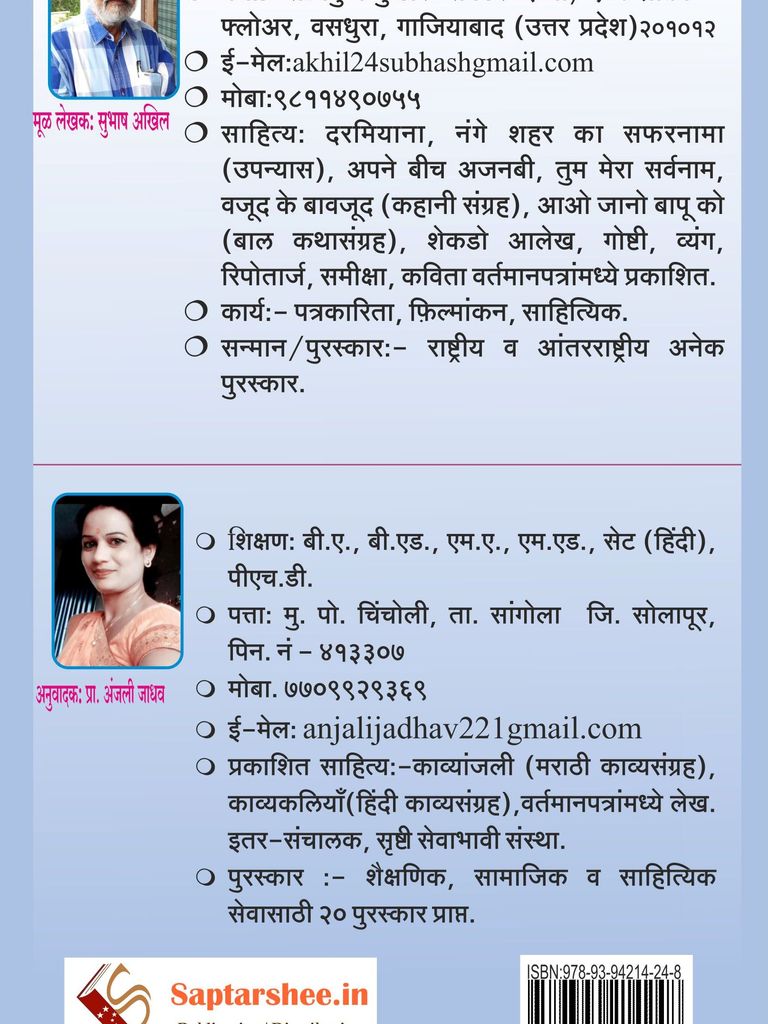 फ्लोअर, वसधुरा, गाजियाबाद (उत्तर प्रदेश)२०१०१२
❍ ई-मेल:akhil24subhashgmail.com
❍ मोबा:९८११४९०७५५
मूळ लेखक: सुभाष अखिल
❍ साहित्य: दरमियाना, नंगे शहर का सफरनामा
(उपन्यास), अपने बीच अजनबी, तुम मेरा सर्वनाम,
वजूद के बावजूद (कहानी संग्रह), आओ जानो बापू को
(बाल कथासंग्रह), शेकडो आलेख, गोष्टी, व्यंग,
रिपोतार्ज, समीक्षा, कविता वर्तमानपत्रांमध्ये प्रकाशित.
❍ कार्य:- पत्रकारिता, फ़िल्मांकन, साहित्यिक.
❍ सन्मान/पुरस्कार:- राष्ट्रीय व आंतरराष्ट्रीय अनेक
पुरस्कार.
❍ शिक्षण: बी.ए., बी.एड., एम.ए., एम.एड., सेट (हिंदी),
पीएच.डी.
❍ पत्ता: मु. पो. चिंचोली, ता. सांगोला जि. सोलापूर,
पिन. नं - ४१३३०७
❍ मोबा. ७७०९९२९३६९
अनुवादक: प्रा. अंजली जाधव
❍ ई-मेल: anjalijadhav221gmail.com
❍ प्रकाशित साहित्य:-काव्यांजली (मराठी काव्यसंग्रह),
काव्यकलियाँ(हिंदी काव्यसंग्रह),वर्तमानपत्रांमध्ये लेख.
इतर-संचालक, सृष्टी सेवाभावी संस्था.
❍ पुरस्कार :- शैक्षणिक, सामाजिक व साहित्यिक
सेवासाठी २० पुरस्कार प्राप्त.
Saptarshee.in
ISBN:978-93-94214-24-8